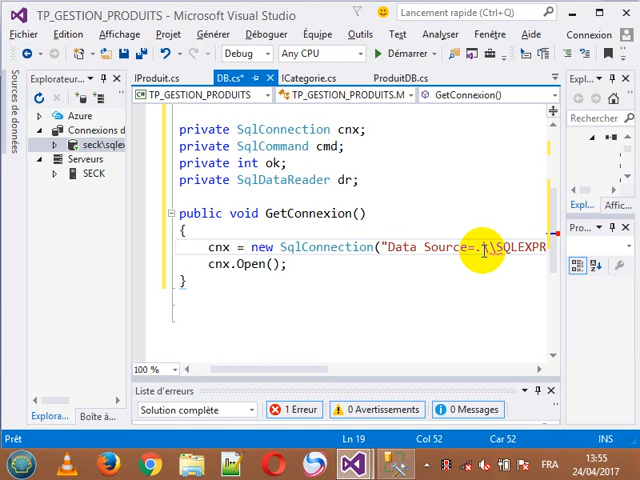 TP_GESTION_PRODUITS - Microsoft Visual Studio
Lancement rapide (Ctrl+Q)
Fichier Edition Affichage Projet Générer Déboguer Equipe Outils Test Analyser
Fenêtre Aide Connexion
Debug Any CPU Démarrer
Sources de données
Explorateur...
IProduit.cs DB.cs* ICategorie.cs ProduitDB.cs
TP_GESTION_PRODUITS TP_GESTION_PRODUITS.M GetConnexion()
Expl...
Rechercher
Azure
Connexions d
seck\sqlex
Serveurs
SECK
private SqlConnection cnx;
private SqlCommand cmd;
private int ok;
private SqlDataReader dr;
public void GetConnexion()
{
cnx = new SqlConnection("Data Source=.\\SQLEXPR
cnx.Open();
}
Expl... Affic...
Pro...
100 %
Liste d'erreurs
Solution complète 1 Erreur 0 Avertissements 0 Messages
Explora... Boîte à...
Prêt Ln 19 Col 52 Car 52 INS
FRA
13:55
24/04/2017